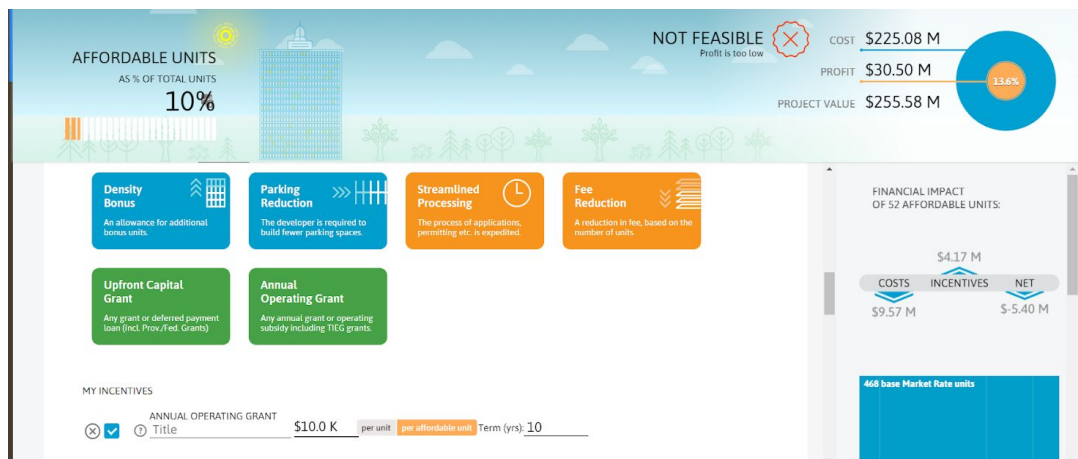 AFFORDABLE UNITS
AS % OF TOTAL UNITS
10%
NOT FEASIBLE
Profit is too low
COST $225.08 M
PROFIT $30.50 M
PROJECT VALUE $255.58 M
13.6%
Density
Bonus
An allowance for additional
bonus units.
Parking
Reduction
The developer is required to
build fewer parking spaces.
Streamlined
Processing
The process of applications,
permitting etc. is expedited.
Fee
Reduction
A reduction in fee, based on the
number of units.
Upfront Capital
Grant
Any grant or deferred payment
loan (incl. Prov./Fed. Grants)
Annual
Operating Grant
Any annual grant or operating
subsidy including TIEG grants.
MY INCENTIVES
ANNUAL OPERATING GRANT
Title $10.0 K per unit per affordable unit Term (yrs): 10
FINANCIAL IMPACT
OF 52 AFFORDABLE UNITS:
$4.17 M
COSTS INCENTIVES NET
$9.57 M $-5.40 M
468 base Market Rate units